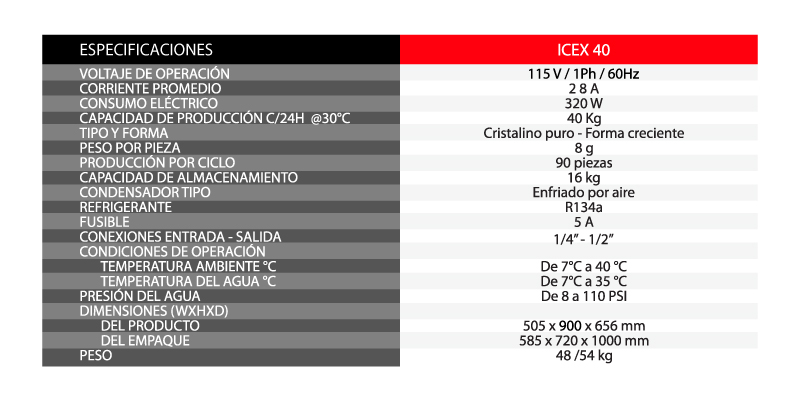 ESPECIFICACIONES ICEX 40
VOLTAJE DE OPERACIÓN 115 V / 1Ph / 60Hz
CORRIENTE PROMEDIO 2 8 A
CONSUMO ELÉCTRICO 320 W
CAPACIDAD DE PRODUCCIÓN C/24H @30°C 40 Kg
TIPO Y FORMA Cristalino puro - Forma creciente
PESO POR PIEZA 8 g
PRODUCCIÓN POR CICLO 90 piezas
CAPACIDAD DE ALMACENAMIENTO 16 kg
CONDENSADOR TIPO Enfriado por aire
REFRIGERANTE R134a
FUSIBLE 5 A
CONEXIONES ENTRADA - SALIDA 1/4” - 1/2”
CONDICIONES DE OPERACIÓN
TEMPERATURA AMBIENTE °C De 7°C a 40 °C
TEMPERATURA DEL AGUA °C De 7°C a 35 °C
PRESIÓN DEL AGUA De 8 a 110 PSI
DIMENSIONES (WXHXD)
DEL PRODUCTO 505 x 900 x 656 mm
DEL EMPAQUE 585 x 720 x 1000 mm
PESO 48 /54 kg